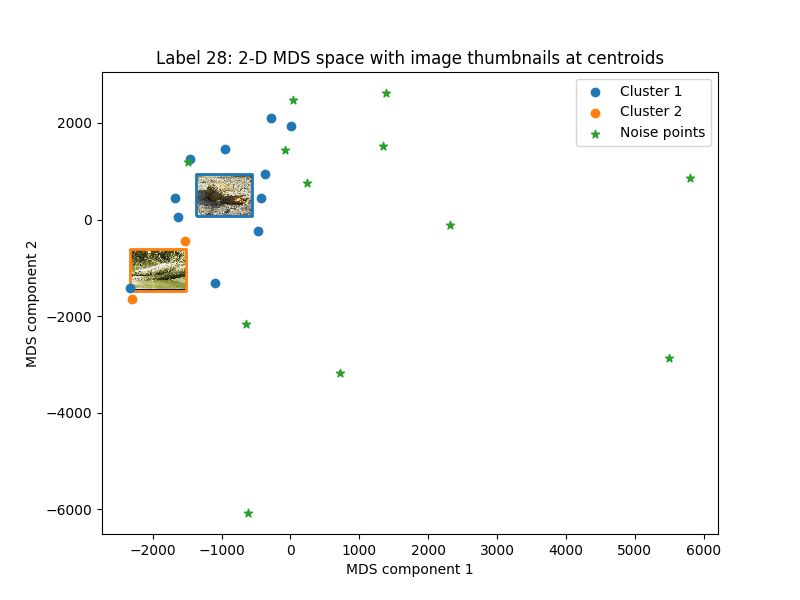 Label 28: 2-D MDS space with image thumbnails at centroids
Cluster 1
Cluster 2
Noise points
2000
0
−2000
−4000
−6000
MDS component 2
−2000
−1000
0
1000
2000
3000
4000
5000
6000
MDS component 1